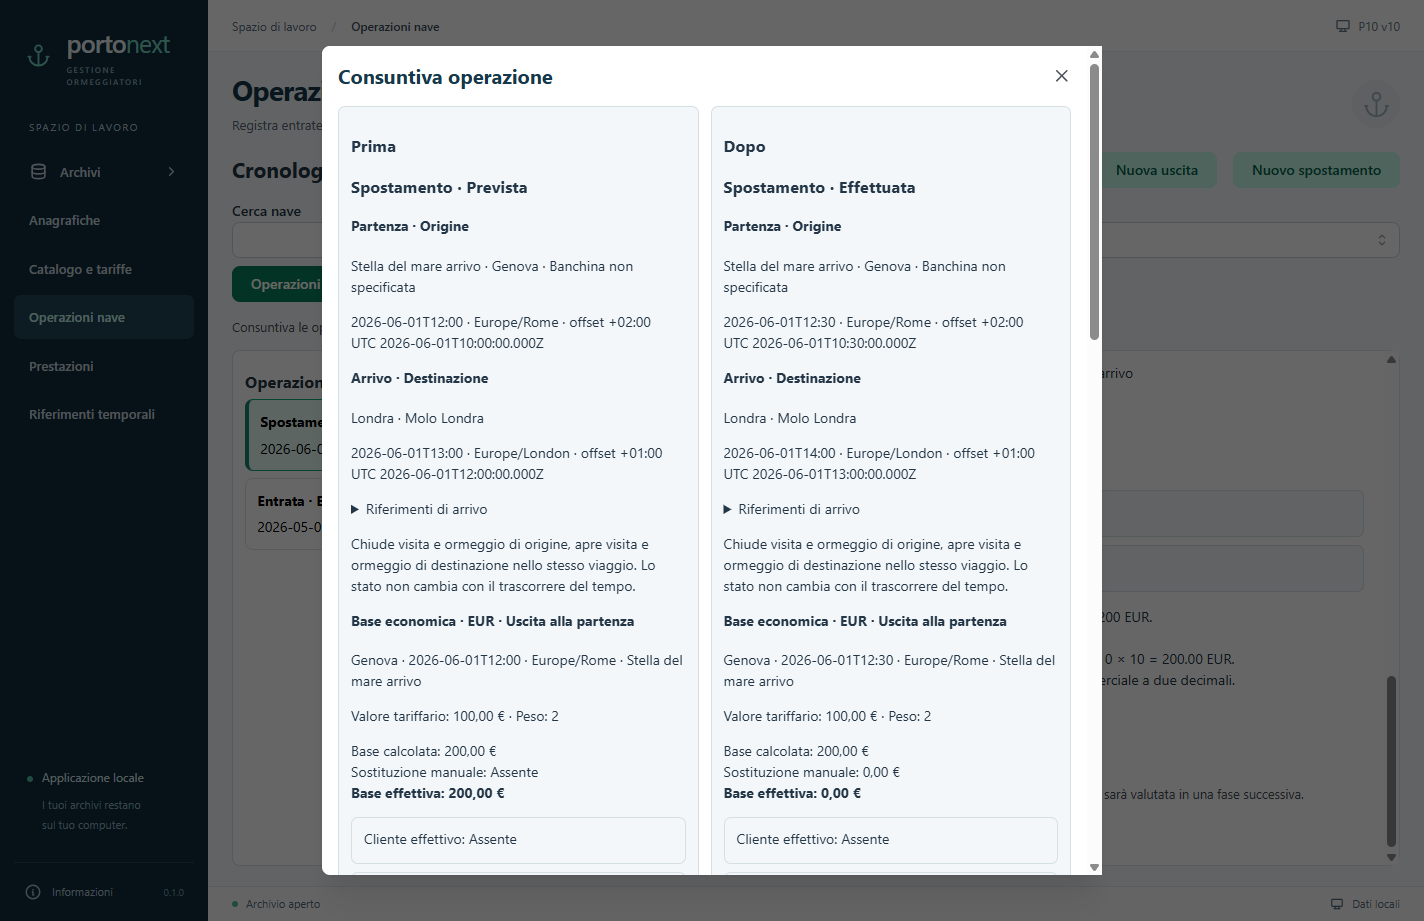 portonext
GESTIONE
ORMEGGIATORI
SPAZIO DI LAVORO
Archivi
Anagrafiche
Catalogo e tariffe
Operazioni nave
Prestazioni
Riferimenti temporali
Applicazione locale
I tuoi archivi restano
sul tuo computer.
Informazioni
0.1.0
Spazio di lavoro / Operazioni nave
P10 v10
Operaz
Registra entrate
Cronolog
Nuova uscita
Nuovo spostamento
Cerca nave
Operazioni
Consuntiva le op
Operazion
Spostame
2026-06-0
Entrata · E
2026-05-0
Consuntiva operazione
Prima
Spostamento · Prevista
Partenza · Origine
Stella del mare arrivo · Genova · Banchina non
specificata
2026-06-01T12:00 · Europe/Rome · offset +02:00
UTC 2026-06-01T10:00:00.000Z
Arrivo · Destinazione
Londra · Molo Londra
2026-06-01T13:00 · Europe/London · offset +01:00
UTC 2026-06-01T12:00:00.000Z
Riferimenti di arrivo
Chiude visita e ormeggio di origine, apre visita e
ormeggio di destinazione nello stesso viaggio. Lo
stato non cambia con il trascorrere del tempo.
Base economica · EUR · Uscita alla partenza
Genova · 2026-06-01T12:00 · Europe/Rome · Stella del
mare arrivo
Valore tariffario: 100,00 € · Peso: 2
Base calcolata: 200,00 €
Sostituzione manuale: Assente
Base effettiva: 200,00 €
Cliente effettivo: Assente
Dopo
Spostamento · Effettuata
Partenza · Origine
Stella del mare arrivo · Genova · Banchina non
specificata
2026-06-01T12:30 · Europe/Rome · offset +02:00
UTC 2026-06-01T10:30:00.000Z
Arrivo · Destinazione
Londra · Molo Londra
2026-06-01T14:00 · Europe/London · offset +01:00
UTC 2026-06-01T13:00:00.000Z
Riferimenti di arrivo
Chiude visita e ormeggio di origine, apre visita e
ormeggio di destinazione nello stesso viaggio. Lo
stato non cambia con il trascorrere del tempo.
Base economica · EUR · Uscita alla partenza
Genova · 2026-06-01T12:30 · Europe/Rome · Stella del
mare arrivo
Valore tariffario: 100,00 € · Peso: 2
Base calcolata: 200,00 €
Sostituzione manuale: 0,00 €
Base effettiva: 0,00 €
Cliente effettivo: Assente
arrivo
200 EUR.
0 × 10 = 200.00 EUR.
erciale a due decimali.
sarà valutata in una fase successiva.
Archivio aperto
Dati locali